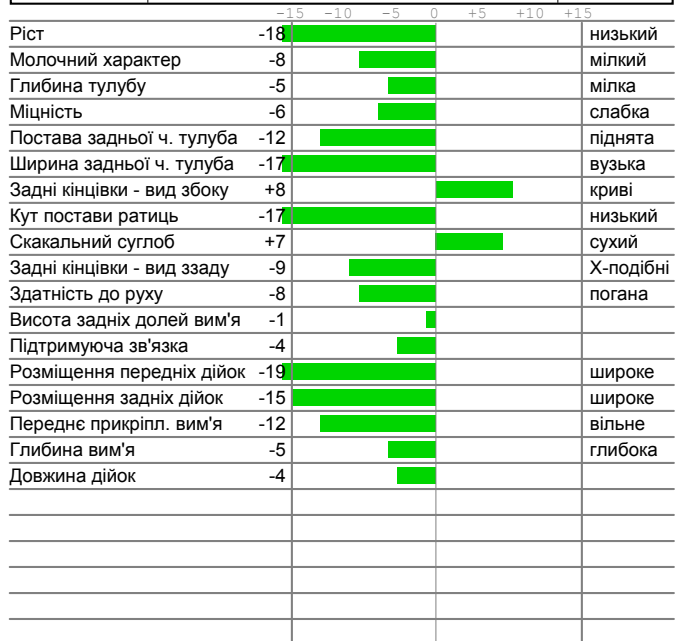 -15 -10 -5 0 +5 +10 +15
Ріст -18 низький
Молочний характер -8 мілкий
Глибина тулубу -5 мілка
Міцність -6 слабка
Постава задньої ч. тулуба -12 піднята
Ширина задньої ч. тулуба -17 вузька
Задні кінцівки - вид збоку +8 криві
Кут постави ратиць -17 низький
Скакальний суглоб +7 сухий
Задні кінцівки - вид ззаду -9 Х-подібні
Здатність до руху -8 погана
Висота задніх долей вим'я -1
Підтримуюча зв'язка -4
Розміщення передніх дійок -19 широке
Розміщення задніх дійок -15 широке
Переднє прикріпл. вим'я -12 вільне
Глибина вим'я -5 глибока
Довжина дійок -4